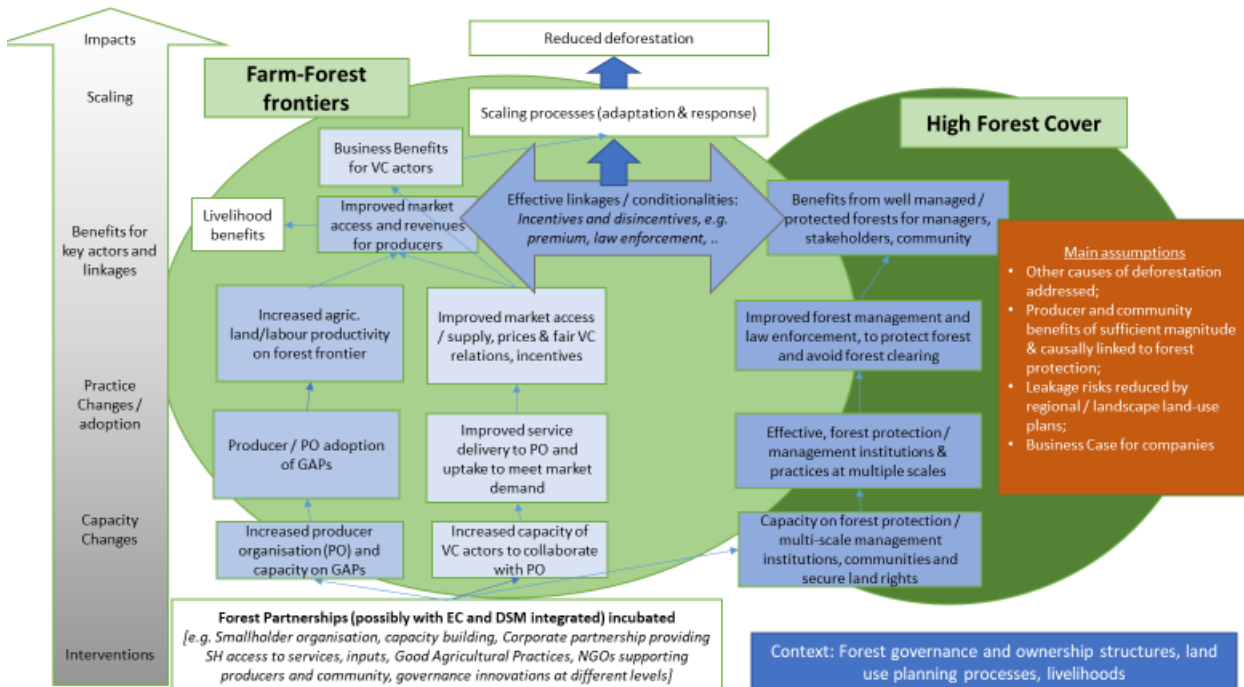 Impacts
Scaling
Benefits for
key actors and
linkages
Practice
Changes /
adoption
Capacity
Changes
Interventions
Reduced deforestation
Farm-Forest
frontiers
Scaling processes (adaptation & response)
High Forest Cover
Business Benefits
for VC actors
Livelihood
benefits
Improved market
access and revenues
for producers
Effective linkages / conditionalities:
Incentives and disincentives, e.g.
premium, law enforcement, ..
Benefits from well managed /
protected forests for managers,
stakeholders, community
Increased agric.
land/labour productivity
on forest frontier
Improved market access
/ supply, prices & fair VC
relations, incentives
Improved forest management and
law enforcement, to protect forest
and avoid forest clearing
Producer / PO adoption
of GAPs
Improved service
delivery to PO and
uptake to meet market
demand
Effective, forest protection /
management institutions &
practices at multiple scales
Increased producer
organisation (PO) and
capacity on GAPs
Increased capacity of
VC actors to collaborate
with PO
Capacity on forest protection /
multi-scale management
institutions, communities and
secure land rights
Main assumptions
• Other causes of deforestation
addressed;
• Producer and community
benefits of sufficient magnitude
& causally linked to forest
protection;
• Leakage risks reduced by
regional / landscape land-use
plans;
• Business Case for companies
Forest Partnerships (possibly with EC and DSM integrated) incubated
[e.g. Smallholder organisation, capacity building, Corporate partnership providing
SH access to services, inputs, Good Agricultural Practices, NGOs supporting
producers and community, governance innovations at different levels]
Context: Forest governance and ownership structures, land
use planning processes, livelihoods